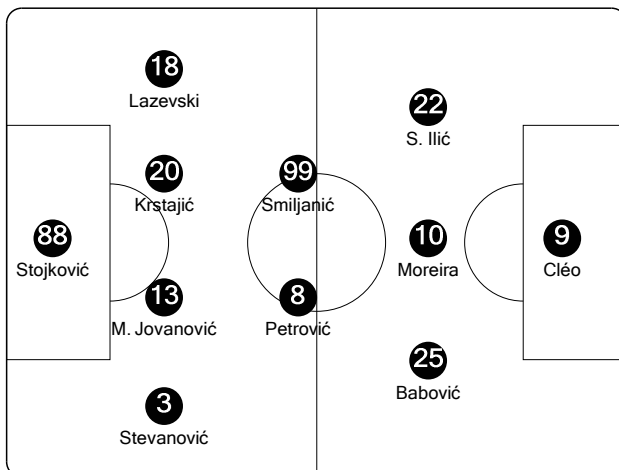 18
Lazevski
22
S. Ilić
20
Krstajić
99
Smiljanić
88
Stojković
10
Moreira
9
Cléo
13
M. Jovanović
8
Petrović
25
Babović
3
Stevanović